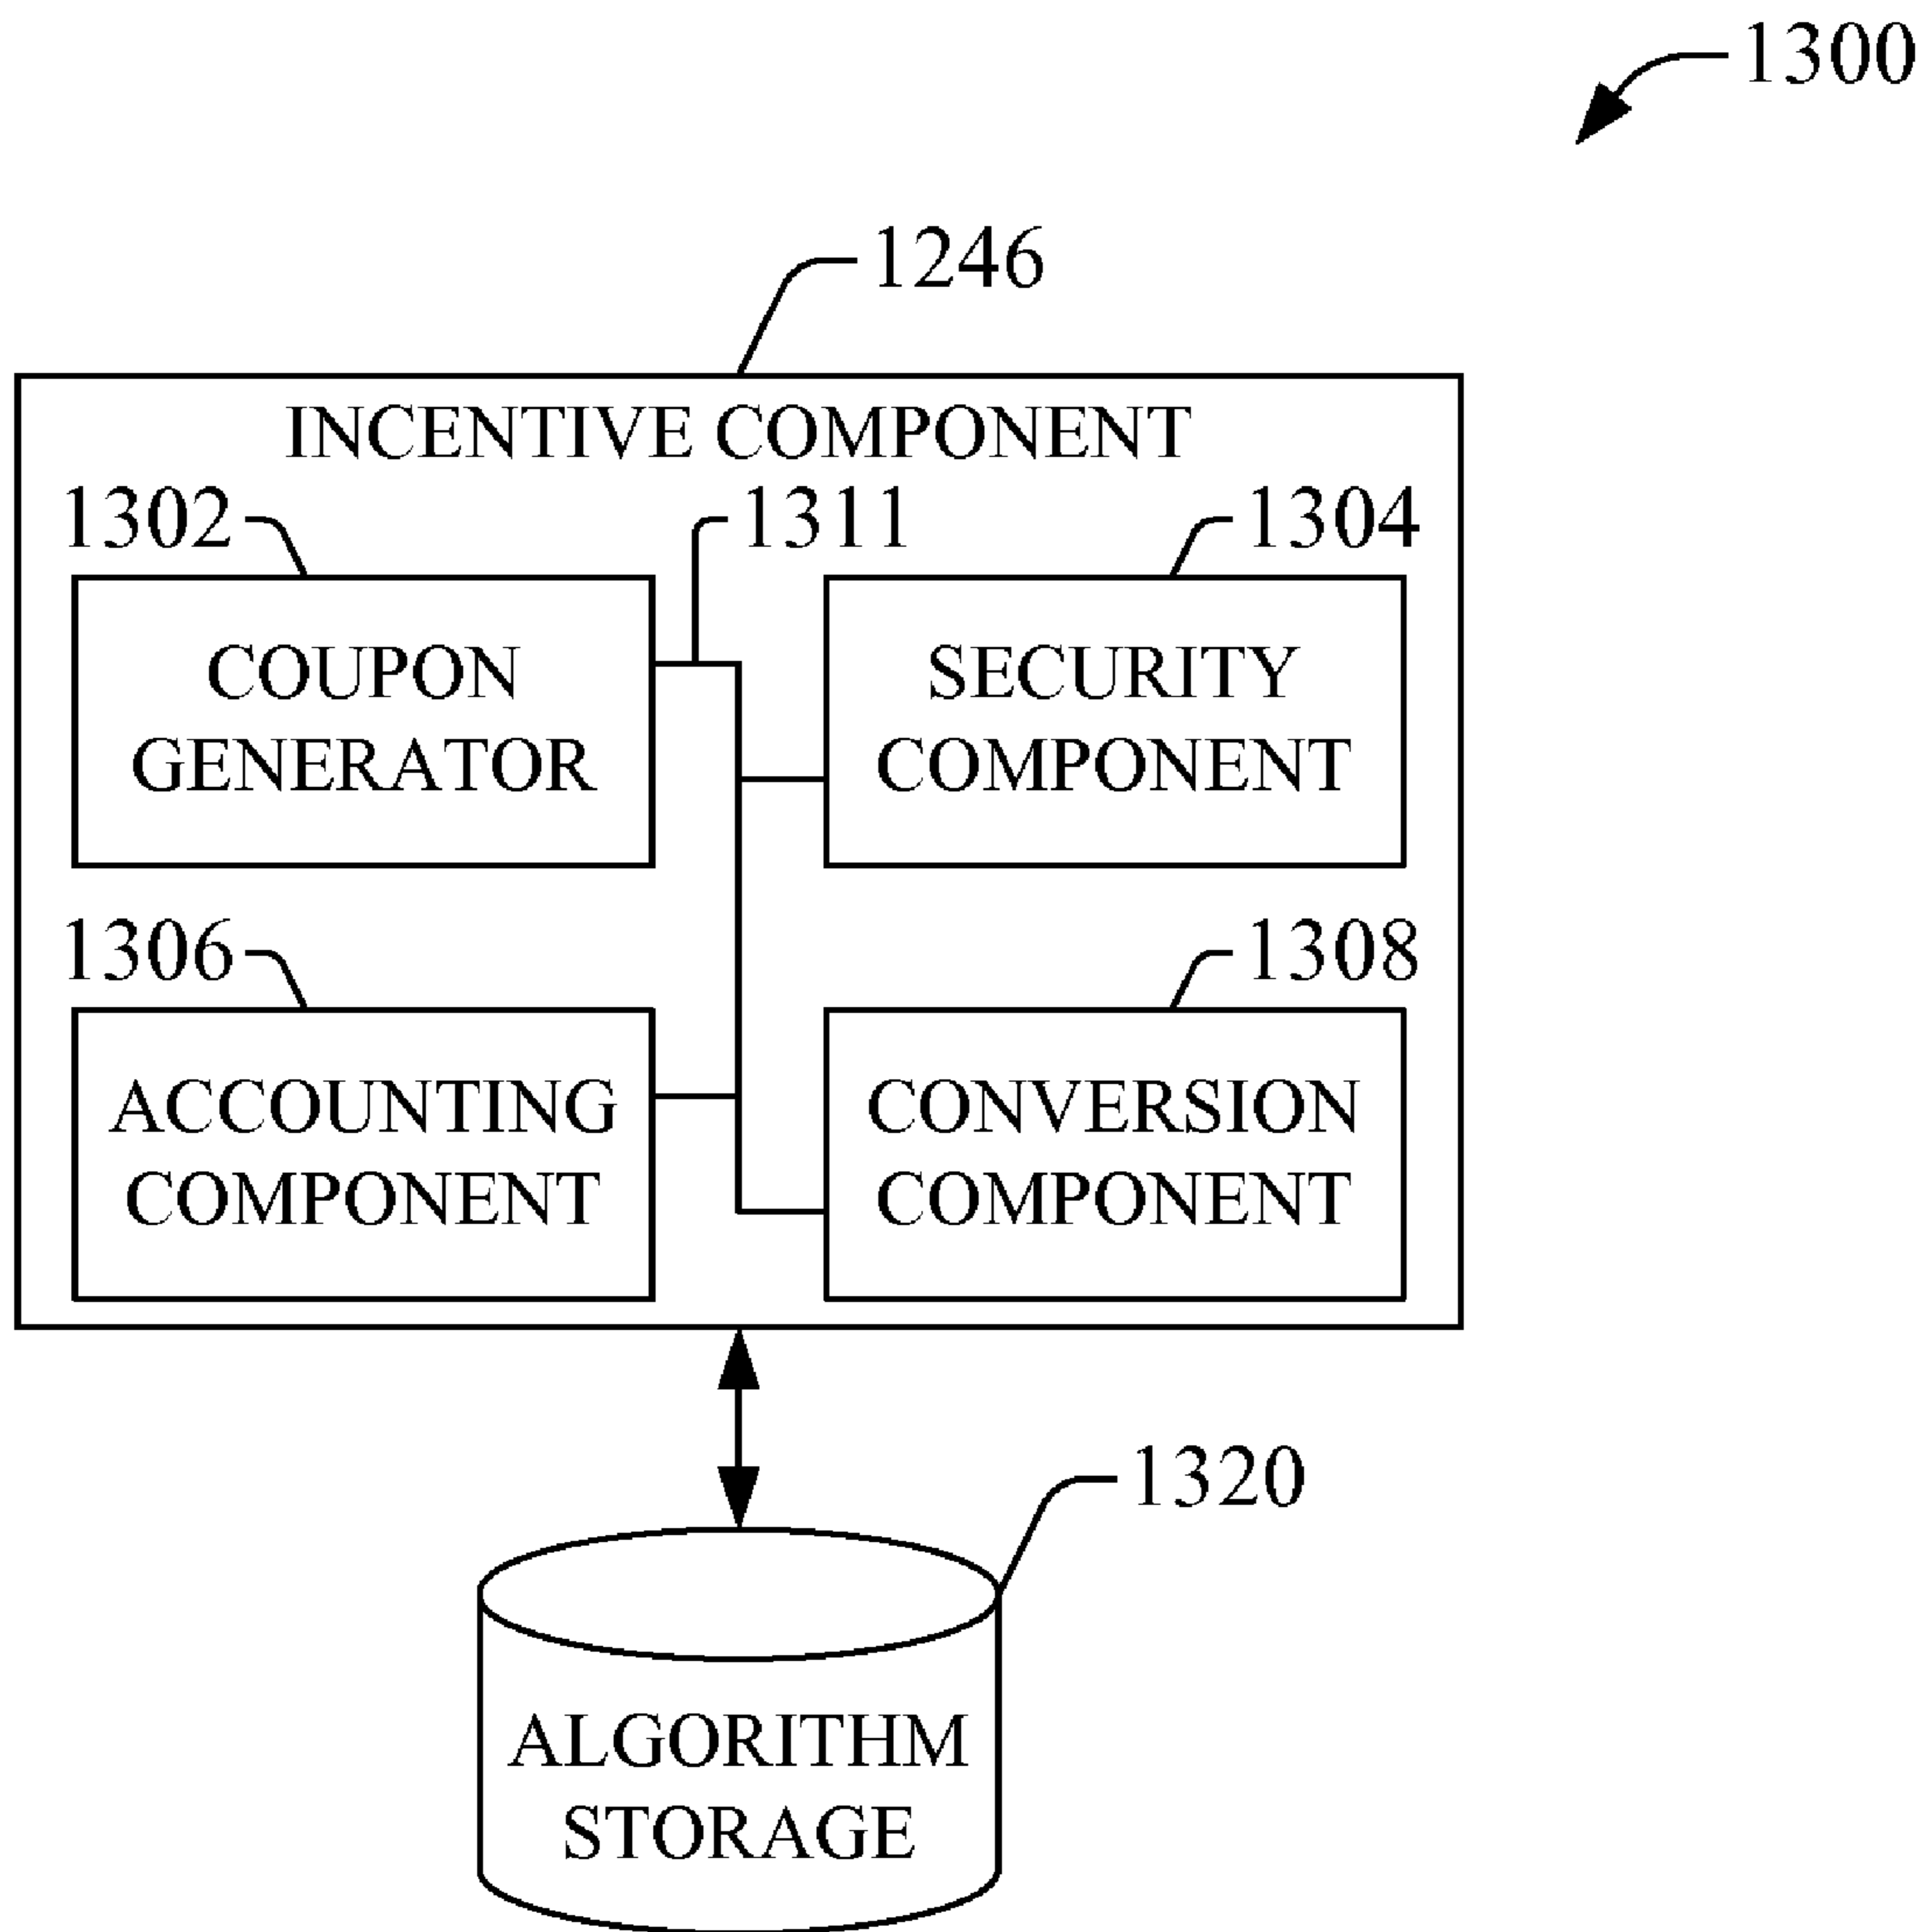 1300
1246
INCENTIVE COMPONENT
1302
1311
1304
COUPON
GENERATOR
SECURITY
COMPONENT
1306
1308
ACCOUNTING
COMPONENT
CONVERSION
COMPONENT
1320
ALGORITHM
STORAGE